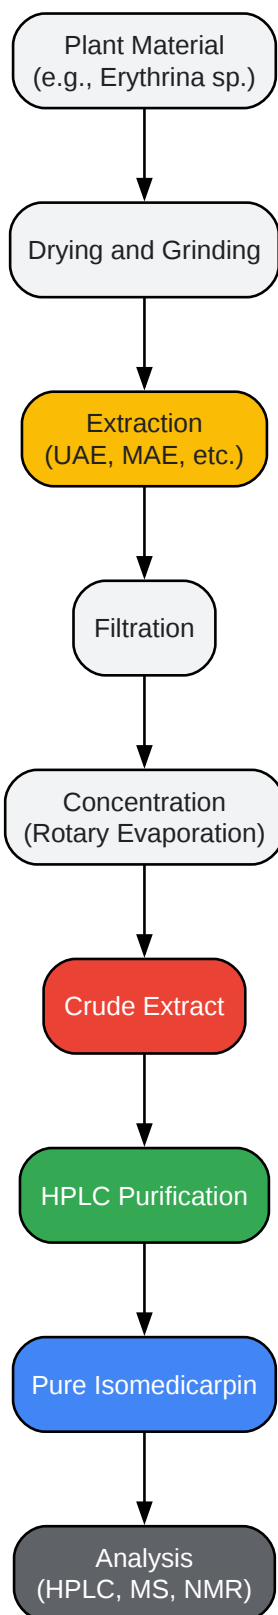 Plant Material
(e.g., Erythrina sp.)
Drying and Grinding
Extraction
(UAE, MAE, etc.)
Filtration
Concentration
(Rotary Evaporation)
Crude Extract
HPLC Purification
Pure Isomedicarpin
Analysis
(HPLC, MS, NMR)